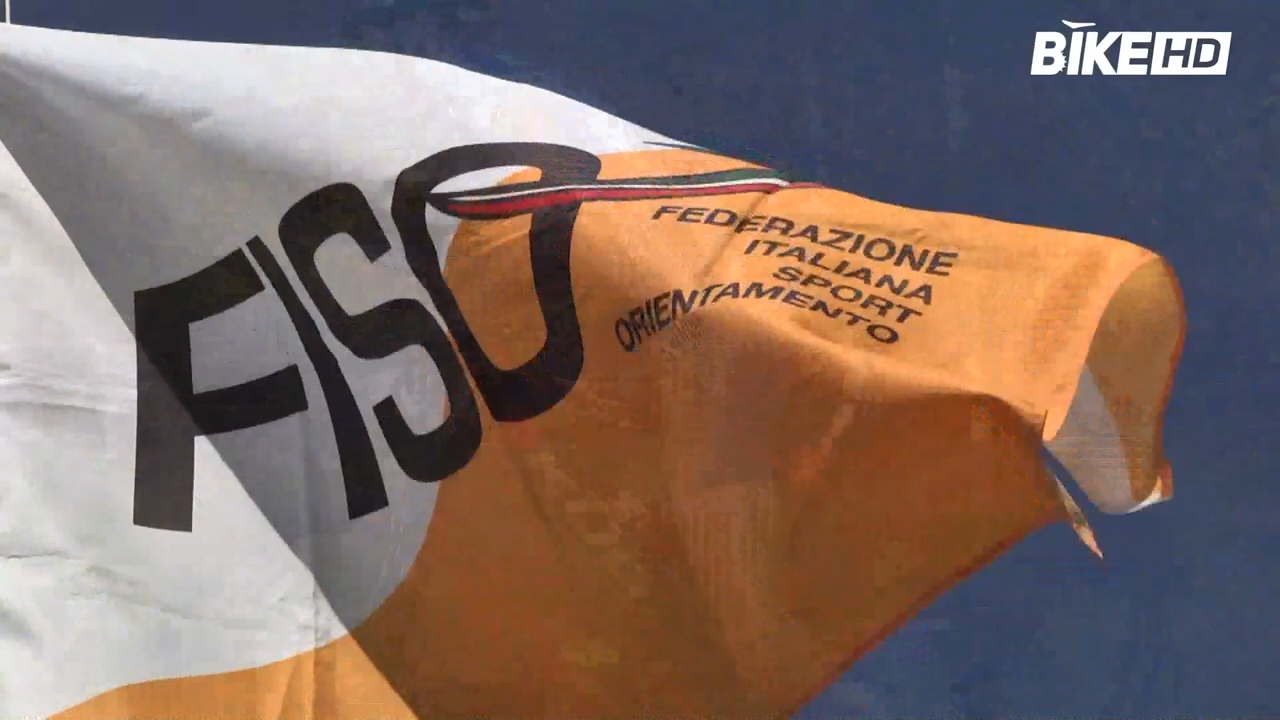 BIKE HD
FISO
FEDERAZIONE
ITALIANA
SPORT
ORIENTAMENTO